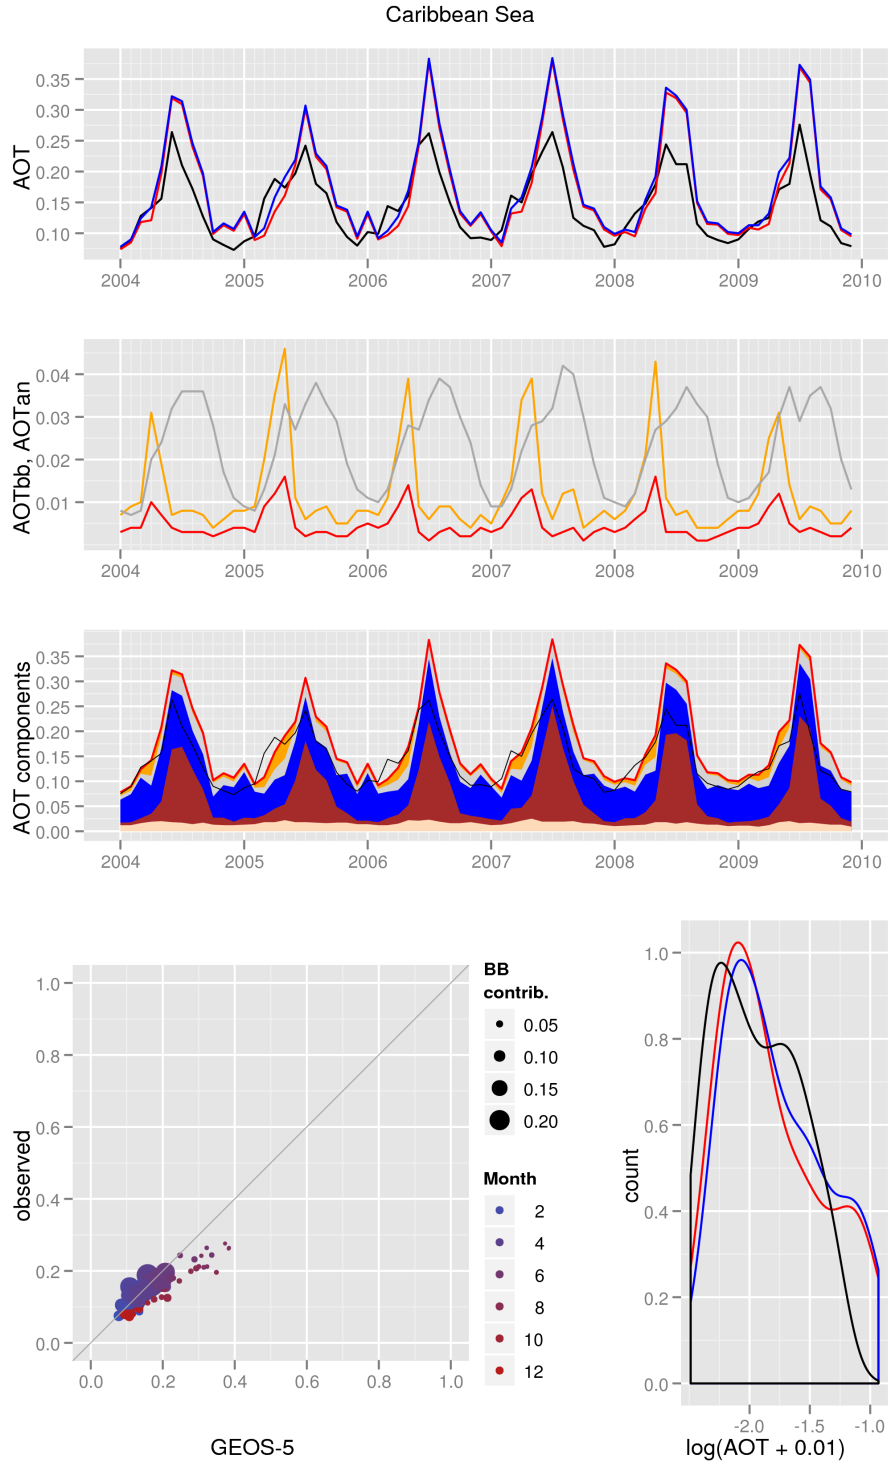 Caribbean Sea
AOT
0.35
0.30
0.25
0.20
0.15
0.10
2004 2005 2006 2007 2008 2009 2010
AOTbb, AOTan
0.04
0.03
0.02
0.01
2004 2005 2006 2007 2008 2009 2010
AOT components
0.35
0.30
0.25
0.20
0.15
0.10
0.05
0.00
2004 2005 2006 2007 2008 2009 2010
observed
1.0
0.8
0.6
0.4
0.2
0.0
0.0 0.2 0.4 0.6 0.8 1.0
GEOS-5
BB
contrib.
0.05
0.10
0.15
0.20
Month
2
4
6
8
10
12
count
1.0
0.8
0.6
0.4
0.2
0.0
-2.0 -1.5 -1.0
log(AOT + 0.01)